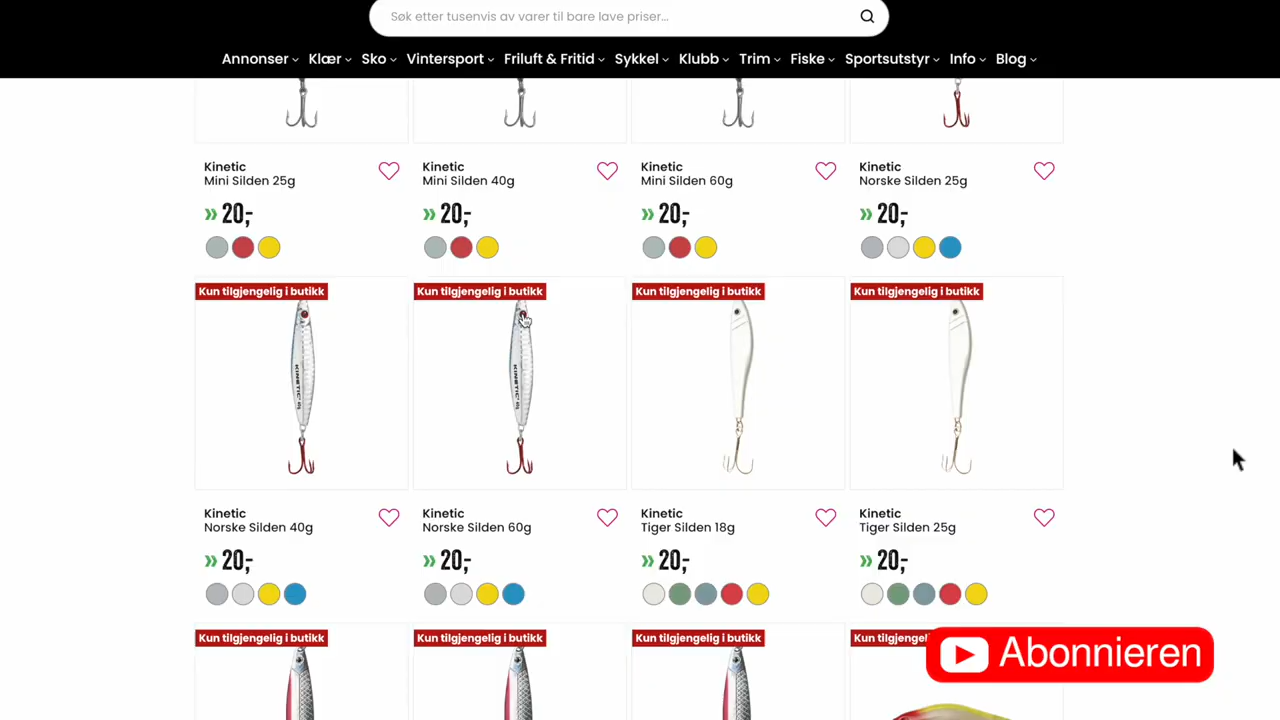 Søk etter tusenvis av varer til bare lave priser...
Annonser Klær Sko Vintersport Friluft & Fritid Sykkel Klubb Trim Fiske Sportsutstyr Info Blog
Kinetic
Mini Silden 25g
» 20,-
Kinetic
Mini Silden 40g
» 20,-
Kinetic
Mini Silden 60g
» 20,-
Kinetic
Norske Silden 25g
» 20,-
Kun tilgjengelig i butikk
KINETIC
Kinetic
Norske Silden 40g
» 20,-
Kun tilgjengelig i butikk
KINETIC
Kinetic
Norske Silden 60g
» 20,-
Kun tilgjengelig i butikk
Kinetic
Tiger Silden 18g
» 20,-
Kun tilgjengelig i butikk
Kinetic
Tiger Silden 25g
» 20,-
Kun tilgjengelig i butikk
Kun tilgjengelig i butikk
Kun tilgjengelig i butikk
Kun tilgjengel
Abonnieren